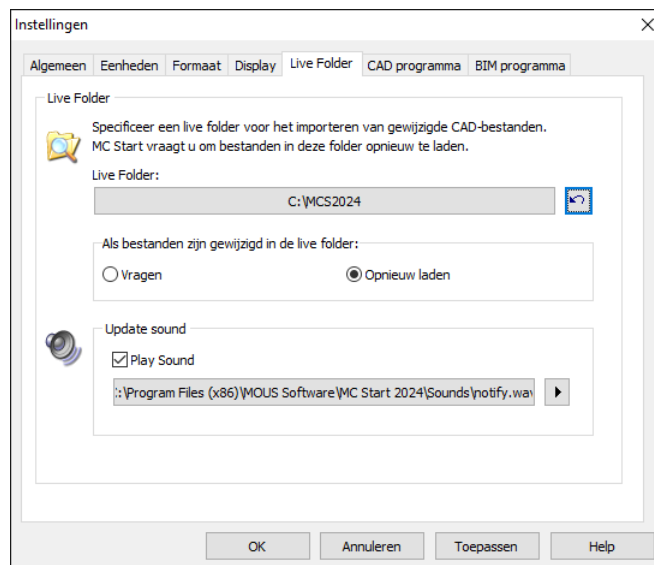 Instellingen
Algemeen Eenheden Formaat Display Live Folder CAD programma BIM programma
Live Folder
Specificeer een live folder voor het importeren van gewijzigde CAD-bestanden.
MC Start vraagt u om bestanden in deze folder opnieuw te laden.
Live Folder:
C:\MCS2024
Als bestanden zijn gewijzigd in de live folder:
Vragen Opnieuw laden
Update sound
Play Sound
:\Program Files (x86)\MOUS Software\MC Start 2024\Sounds\notify.wav
OK Annuleren Toepassen Help